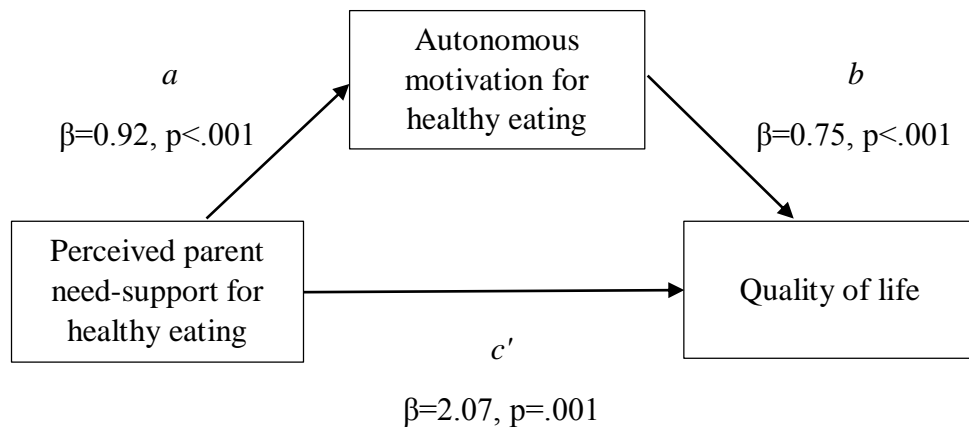 Autonomous
motivation for
healthy eating
a
β=0.92, p<.001
b
β=0.75, p<.001
Perceived parent
need-support for
healthy eating
Quality of life
c'
β=2.07, p=.001